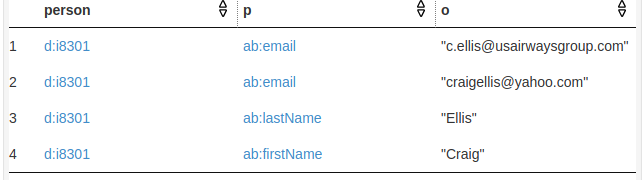 person p o
1 d:i8301 ab:email "c.ellis@usairwaysgroup.com"
2 d:i8301 ab:email "craigellis@yahoo.com"
3 d:i8301 ab:lastName "Ellis"
4 d:i8301 ab:firstName "Craig"